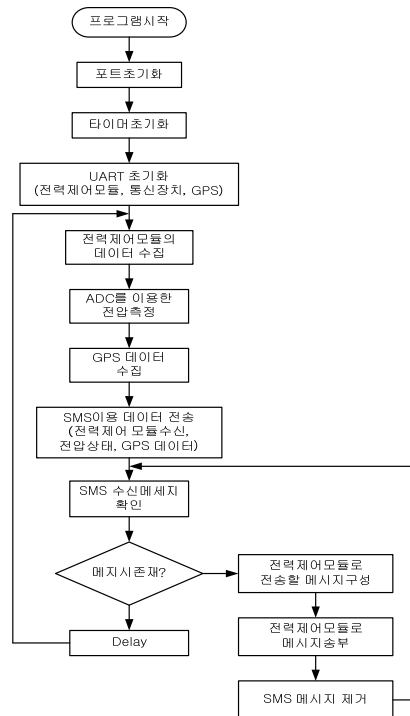 프로그램시작
포트초기화
타이머초기화
UART 초기화
(전력제어모듈, 통신장치, GPS)
전력제어모듈의
데이터 수집
ADC를 이용한
전압측정
GPS 데이터
수집
SMS이용 데이터 전송
(전력제어 모듈수신,
전압상태, GPS 데이터)
SMS 수신메세지
확인
메지시존재?
Delay
전력제어모듈로
전송할 메시지구성
전력제어모듈로
메시지송부
SMS 메시지 제거